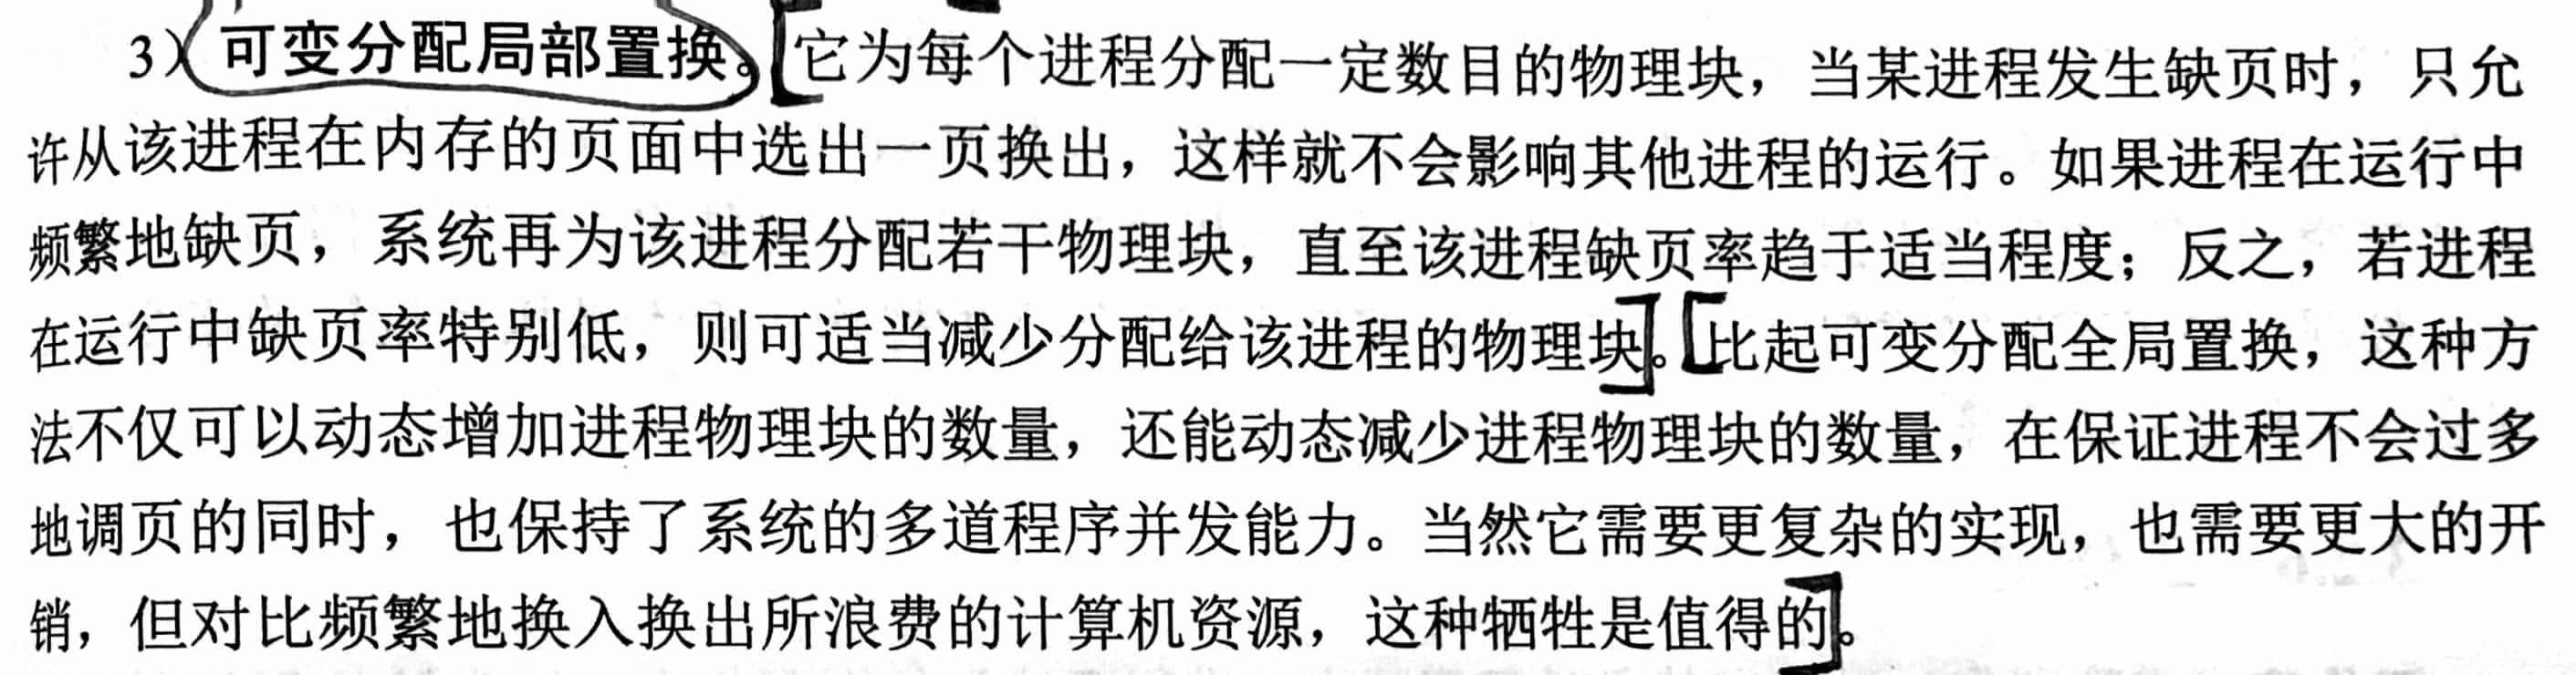 3）可变分配局部置换。它为每个进程分配一定数目的物理块，当某进程发生缺页时，只允
许从该进程在内存的页面中选出一页换出，这样就不会影响其他进程的运行。如果进程在运行中
频繁地缺页，系统再为该进程分配若干物理块，直至该进程缺页率趋于适当程度；反之，若进程
在运行中缺页率特别低，则可适当减少分配给该进程的物理块。比起可变分配全局置换，这种方
法不仅可以动态增加进程物理块的数量，还能动态减少进程物理块的数量，在保证进程不会过多
地调页的同时，也保持了系统的多道程序并发能力。当然它需要更复杂的实现，也需要更大的开
销，但对比频繁地换入换出所浪费的计算机资源，这种牺牲是值得的。